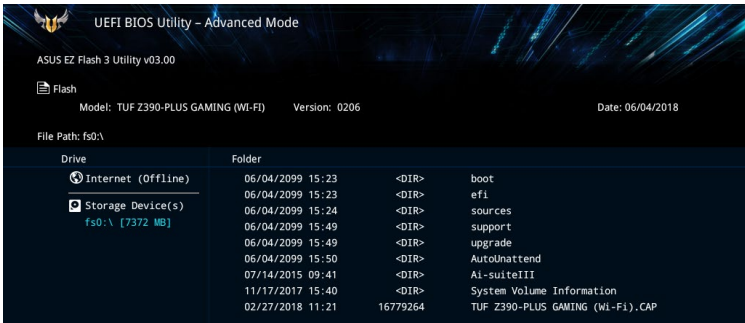 UEFI BIOS Utility – Advanced Mode
ASUS EZ Flash 3 Utility v03.00
Flash
Model: TUF Z390-PLUS GAMING (WI-FI) Version: 0206 Date: 06/04/2018
File Path: fs0:\
Drive Folder
Internet (Offline) 06/04/2099 15:23 <DIR> boot
06/04/2099 15:23 <DIR> efi
Storage Device(s) 06/04/2099 15:24 <DIR> sources
fs0:\ [7372 MB] 06/04/2099 15:49 <DIR> support
06/04/2099 15:49 <DIR> upgrade
06/04/2099 15:50 <DIR> AutoUnattend
07/14/2015 09:41 <DIR> Ai-suiteIII
11/17/2017 15:40 <DIR> System Volume Information
02/27/2018 11:21 16779264 TUF Z390-PLUS GAMING (Wi-Fi).CAP